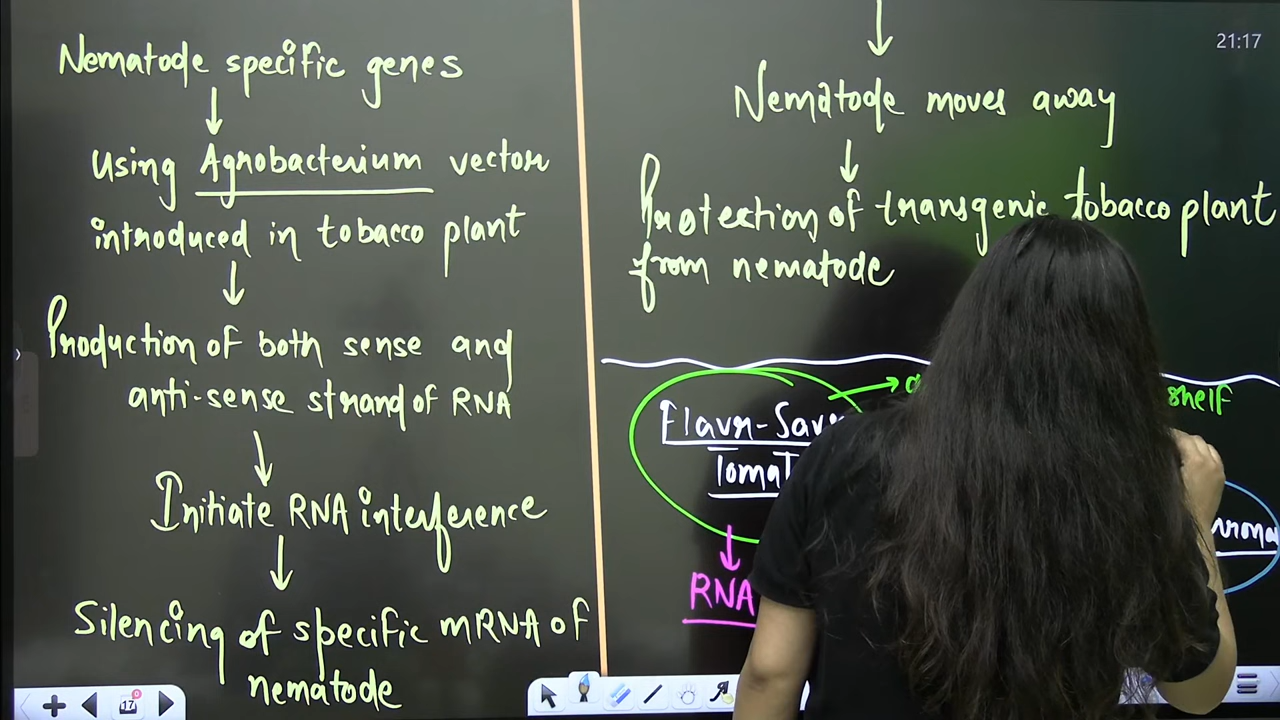 Nematode specific genes
using Agrobacterium vector
introduced in tobacco plant
Production of both sense and
anti-sense strand of RNA
Initiate RNA interference
Silencing of specific mRNA of
nematode
21:17
Nematode moves away
Protection of transgenic tobacco plant
from nematode
shelf
RNA
17